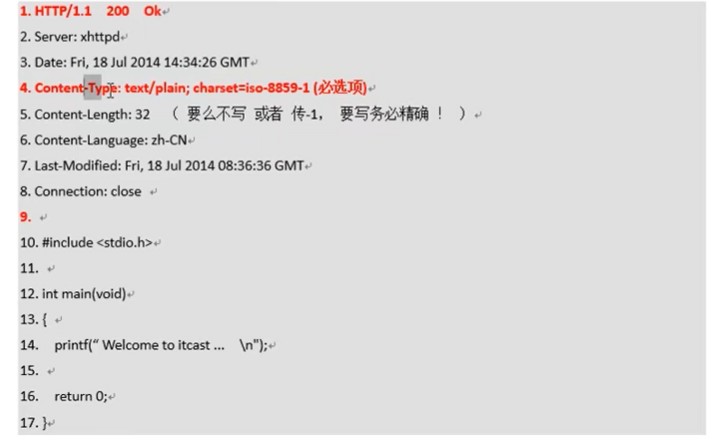 1. HTTP/1.1 200 Ok
2. Server: xhttpd
3. Date: Fri, 18 Jul 2014 14:34:26 GMT
4. Content-Type: text/plain; charset=iso-8859-1 (必选项)
5. Content-Length: 32 （ 要么不写 或者 传-1， 要写务必精确 ！ ）
6. Content-Language: zh-CN
7. Last-Modified: Fri, 18 Jul 2014 08:36:36 GMT
8. Connection: close
9.
10. #include <stdio.h>
11.
12. int main(void)
13. {
14. printf(“ Welcome to itcast ... \n");
15.
16. return 0;
17. }